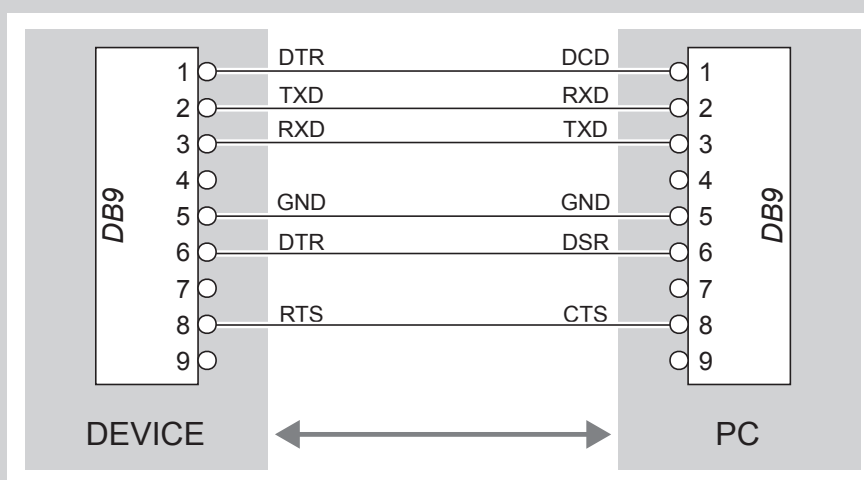 1 DTR DCD 1
2 TXD RXD 2
3 RXD TXD 3
4 4
5 GND GND 5
6 DTR DSR 6
7 7
8 RTS CTS 8
9 9
DB9 DB9
DEVICE PC